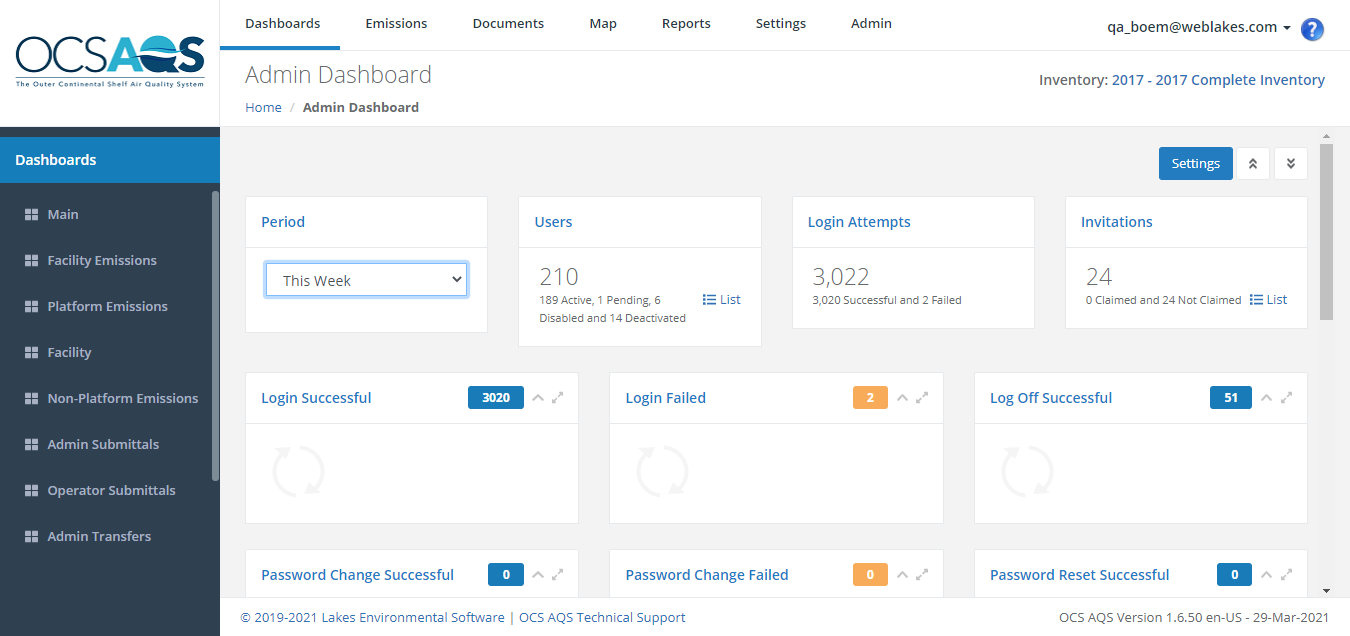 OCSAQS
The Outer Continental Shelf Air Quality System
Dashboards Emissions Documents Map Reports Settings Admin
qa_boem@weblakes.com ?
Admin Dashboard
Inventory: 2017 - 2017 Complete Inventory
Home / Admin Dashboard
Dashboards
Main
Facility Emissions
Platform Emissions
Facility
Non-Platform Emissions
Admin Submittals
Operator Submittals
Admin Transfers
Settings
Period
This Week
Users
210
189 Active, 1 Pending, 6
Disabled and 14 Deactivated
List
Login Attempts
3,022
3,020 Successful and 2 Failed
Invitations
24
0 Claimed and 24 Not Claimed
List
Login Successful 3020
Login Failed 2
Log Off Successful 51
Password Change Successful 0
Password Change Failed 0
Password Reset Successful 0
© 2019-2021 Lakes Environmental Software | OCS AQS Technical Support
OCS AQS Version 1.6.50 en-US - 29-Mar-2021